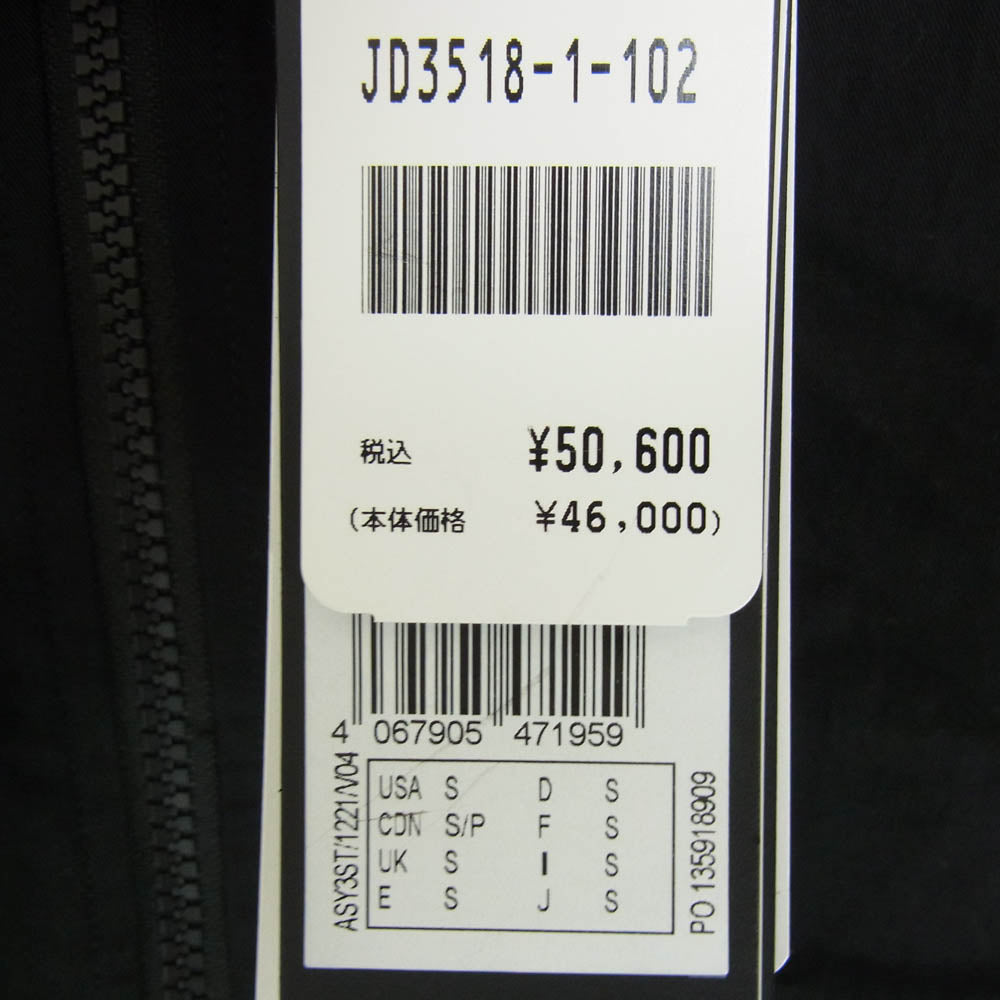 JD3518-1-102
税込 ¥50,600
(本体価格 ¥46,000)
4 067905 471959
ASY3ST/1221/V04
USA S D S
CDN S/P F S
UK S I S
E S J S
PO 135918909